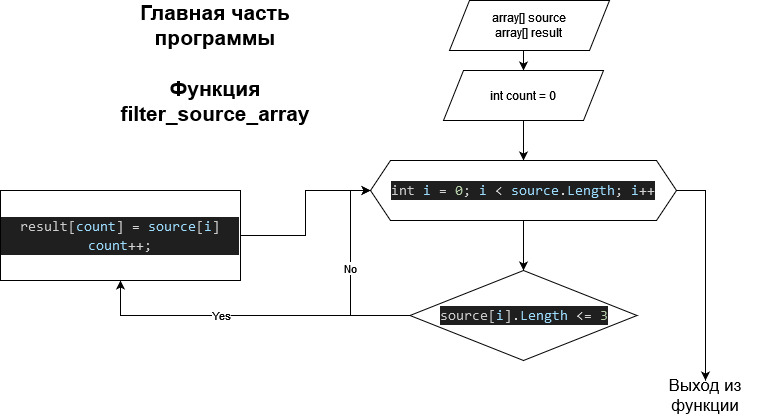 Главная часть
программы
Функция
filter_source_array
array[] source
array[] result
int count = 0
int i = 0; i < source.Length; i++
result[count] = source[i]
count++;
No
source[i].Length <= 3
Yes
Выход из
функции